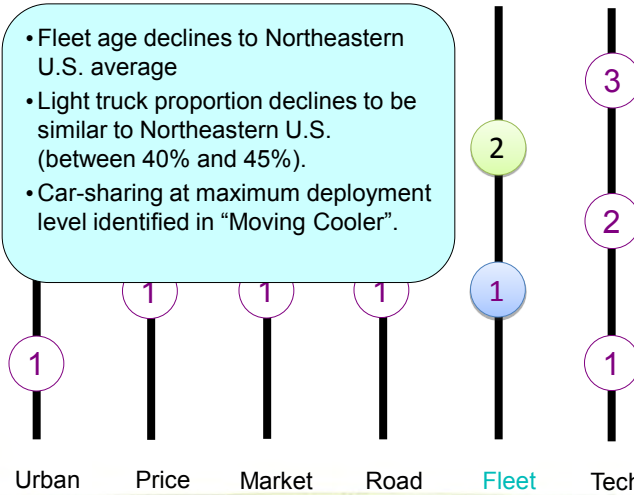 • Fleet age declines to Northeastern
U.S. average
• Light truck proportion declines to be
similar to Northeastern U.S.
(between 40% and 45%).
• Car-sharing at maximum deployment
level identified in “Moving Cooler”.
3
2
2
1 1 1 1
1 1
Urban Price Market Road Fleet Tech